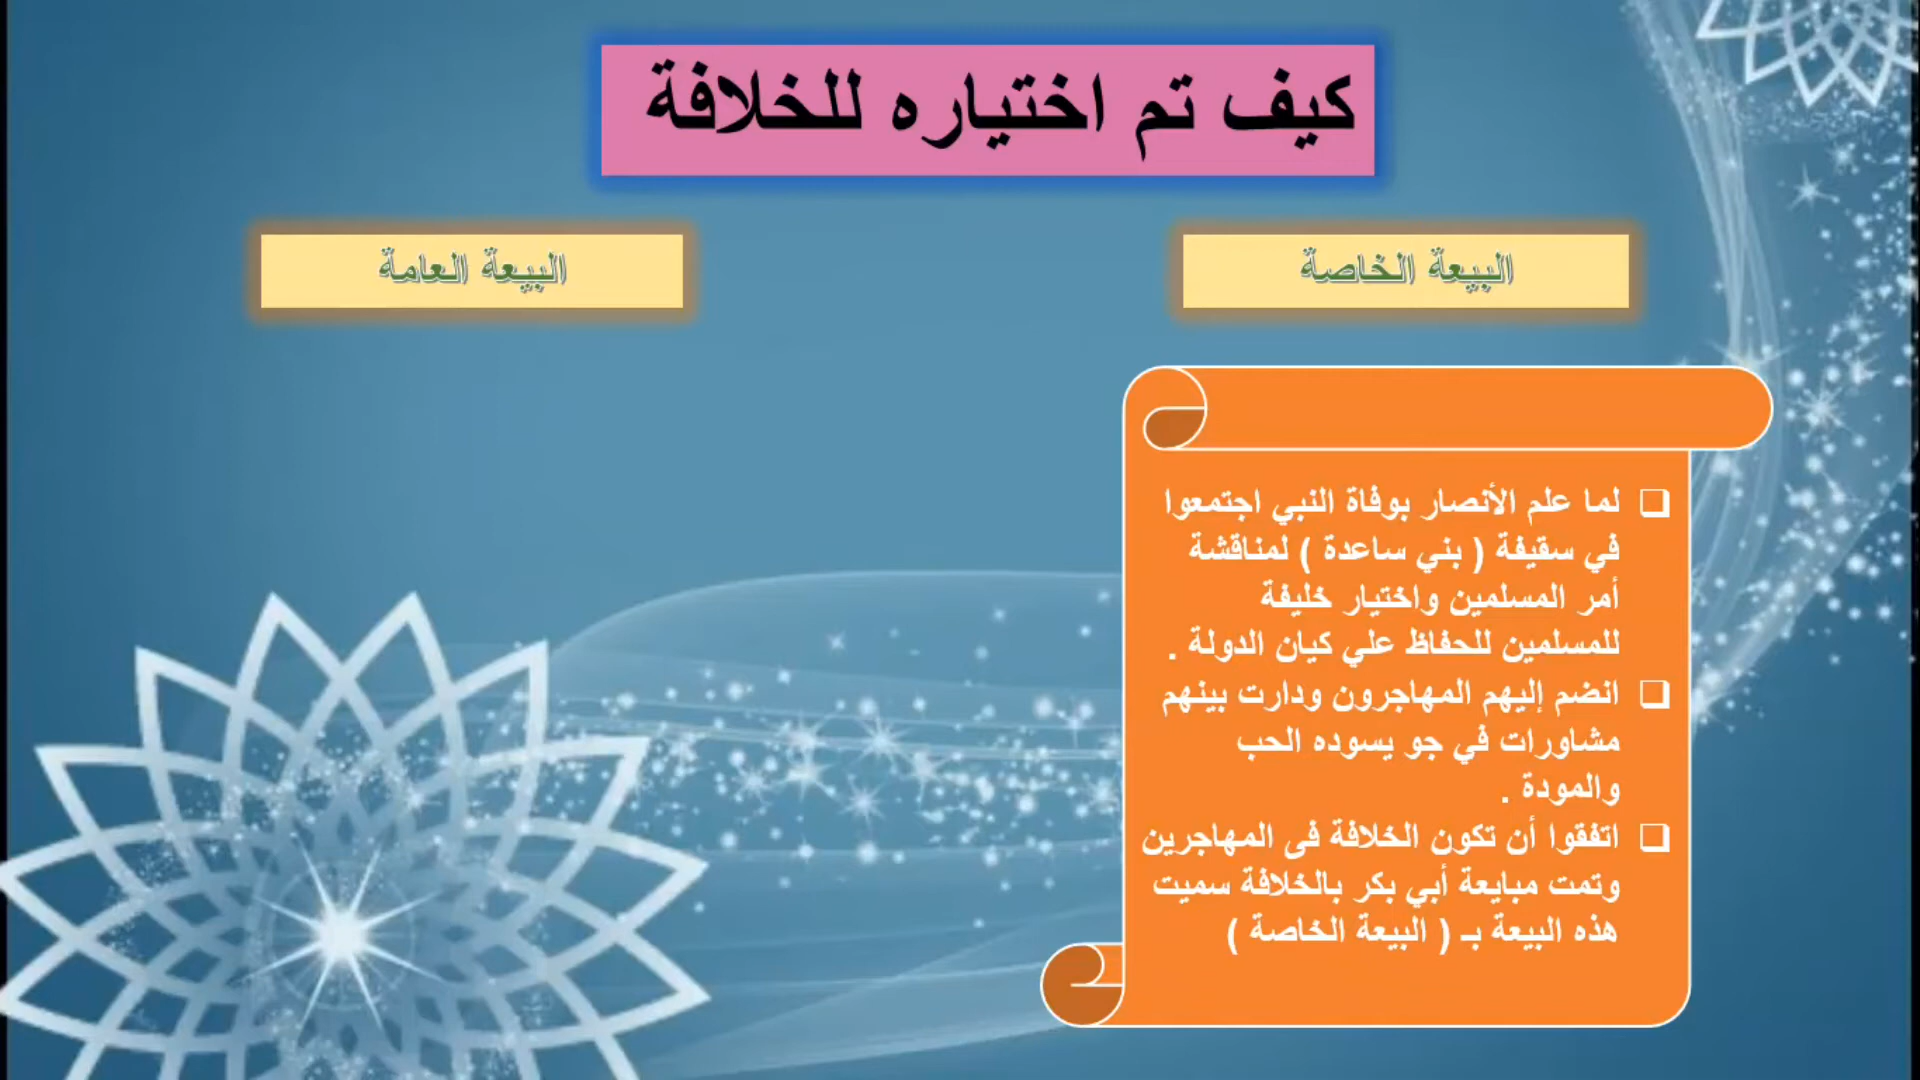 كيف تم اختياره للخلافة
البيعة الخاصة
البيعة العامة
❑ لما علم الأنصار بوفاة النبي اجتمعوا
في سقيفة ( بني ساعدة ) لمناقشة
أمر المسلمين واختيار خليفة
للمسلمين للحفاظ علي كيان الدولة .
❑ انضم إليهم المهاجرون ودارت بينهم
مشاورات في جو يسوده الحب
والمودة .
❑ اتفقوا أن تكون الخلافة فى المهاجرين
وتمت مبايعة أبي بكر بالخلافة سميت
هذه البيعة بـ ( البيعة الخاصة )